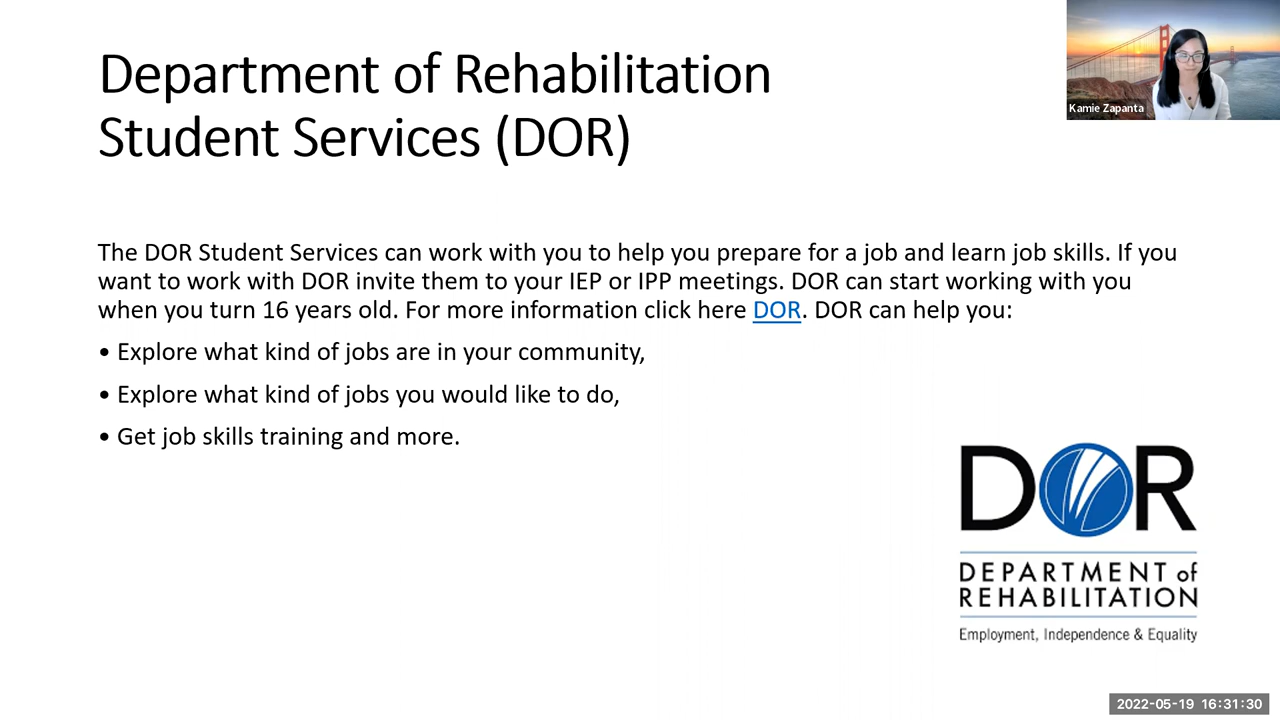 Department of Rehabilitation
Student Services (DOR)
Kamie Zapanta
The DOR Student Services can work with you to help you prepare for a job and learn job skills. If you
want to work with DOR invite them to your IEP or IPP meetings. DOR can start working with you
when you turn 16 years old. For more information click here DOR. DOR can help you:
• Explore what kind of jobs are in your community,
• Explore what kind of jobs you would like to do,
• Get job skills training and more.
DOR
DEPARTMENT of
REHABILITATION
Employment, Independence & Equality
2022-05-19 16:31:30